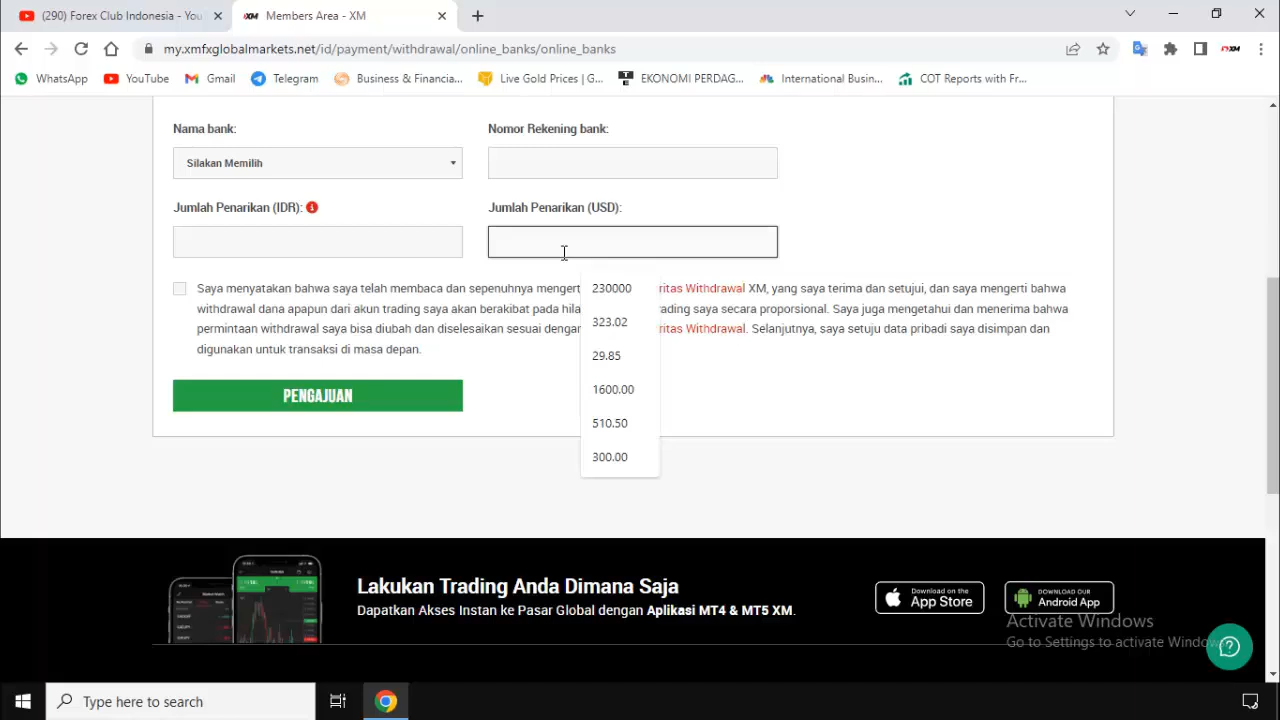 (290) Forex Club Indonesia - You
XM Members Area - XM
my.xmfxglobalmarkets.net/id/payment/withdrawal/online_banks/online_banks
WhatsApp
YouTube
Gmail
Telegram
Business & Financia...
Live Gold Prices | G...
EKONOMI PERDAG...
International Busin...
COT Reports with Fr...
Nama bank:
Nomor Rekening bank:
Silakan Memilih
Jumlah Penarikan (IDR):
Jumlah Penarikan (USD):
230000
323.02
29.85
1600.00
510.50
300.00
Saya menyatakan bahwa saya telah membaca dan sepenuhnya mengert ritas Withdrawal XM, yang saya terima dan setujui, dan saya mengerti bahwa
withdrawal dana apapun dari akun trading saya akan berakibat pada hila rading saya secara proporsional. Saya juga mengetahui dan menerima bahwa
permintaan withdrawal saya bisa diubah dan diselesaikan sesuai dengan ritas Withdrawal. Selanjutnya, saya setuju data pribadi saya disimpan dan
digunakan untuk transaksi di masa depan.
PENGAJUAN
Lakukan Trading Anda Dimana Saja
Dapatkan Akses Instan ke Pasar Global dengan Aplikasi MT4 & MT5 XM.
Download on the
App Store
DOWNLOAD OUR
Android App
Activate Windows
Go to Settings to activate Windows.
Type here to search